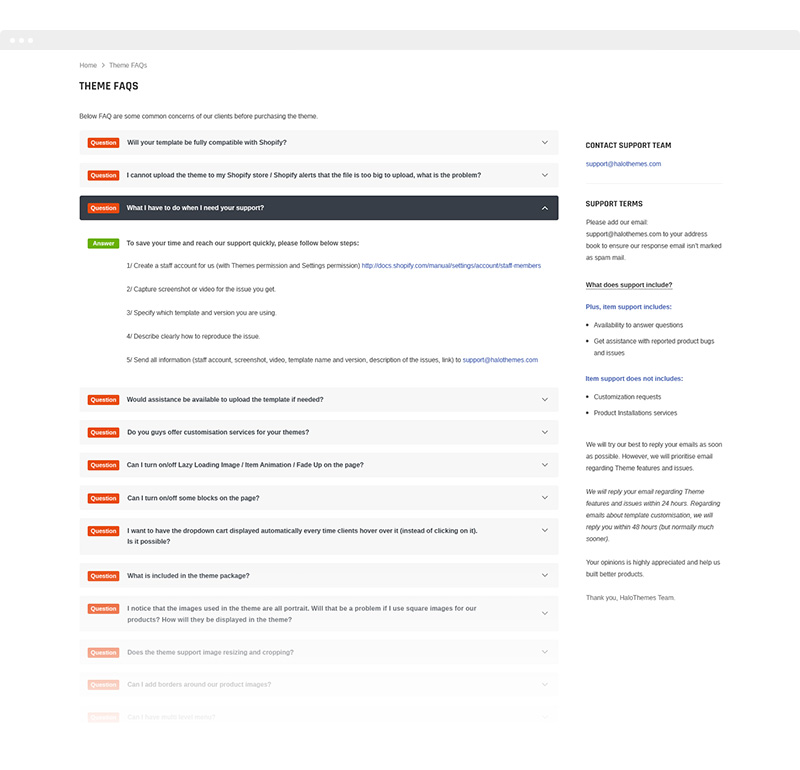 Home > Theme FAQs
THEME FAQS
Below FAQ are some common concerns of our clients before purchasing the theme.
Question Will your template be fully compatible with Shopify?
Question I cannot upload the theme to my Shopify store / Shopify alerts that the file is too big to upload, what is the problem?
Question What I have to do when I need your support?
Answer To save your time and reach our support quickly, please follow below steps:
1/ Create a staff account for us (with Themes permission and Settings permission) http://docs.shopify.com/manual/settings/account/staff-members
2/ Capture screenshot or video for the issue you get.
3/ Specify which template and version you are using.
4/ Describe clearly how to reproduce the issue.
5/ Send all information (staff account, screenshot, video, template name and version, description of the issues, link) to support@halothemes.com
Question Would assistance be available to upload the template if needed?
Question Do you guys offer customisation services for your themes?
Question Can I turn on/off Lazy Loading Image / Item Animation / Fade Up on the page?
Question Can I turn on/off some blocks on the page?
Question I want to have the dropdown cart displayed automatically every time clients hover over it (instead of clicking on it).
Is it possible?
Question What is included in the theme package?
Question I notice that the images used in the theme are all portrait. Will that be a problem if I use square images for our
products? How will they be displayed in the theme?
Question Does the theme support image resizing and cropping?
Question Can I add borders around our product images?
Question Can I have multi level menu?
CONTACT SUPPORT TEAM
support@halothemes.com
SUPPORT TERMS
Please add our email:
support@halothemes.com to your address
book to ensure our response email isn't marked
as spam mail.
What does support include?
Plus, item support includes:
Availability to answer questions
Get assistance with reported product bugs
and issues
Item support does not includes:
Customization requests
Product Installations services
We will try our best to reply your emails as soon
as possible. However, we will prioritise email
regarding Theme features and issues.
We will reply your email regarding Theme
features and issues within 24 hours. Regarding
emails about template customisation, we will
reply you within 48 hours (but normally much
sooner).
Your opinions is highly appreciated and help us
built better products.
Thank you, HaloThemes Team.